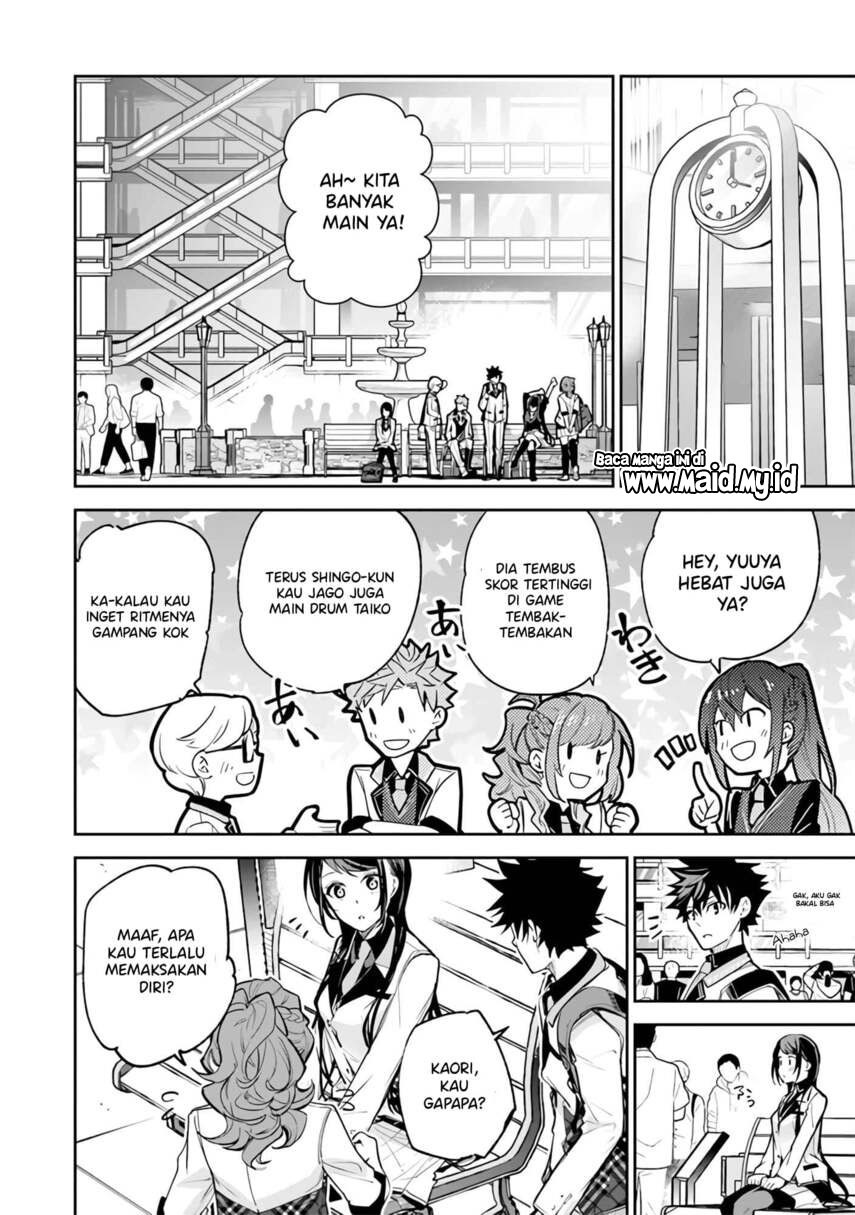 AH~ KITA
BANYAK
MAIN YA!
Baca Manga ini di
www.Maid.My.id
HEY, YUUYA
HEBAT JUGA
YA?
わき
DIA TEMBUS
SKOR TERTINGGI
DI GAME
TEMBAK-
TEMBAKAN
あい
TERUS SHINGO-KUN
KAU JAGO JUGA
MAIN DRUM TAIKO
あい
KA-KALAU KAU
INGET RITMENYA
GAMPANG KOK
GAK, AKU GAK
BAKAL BISA
Ahaha
KAORI,
KAU
GAPAPA?
MAAF, APA
KAU TERLALU
MEMAKSAKAN
DIRI?